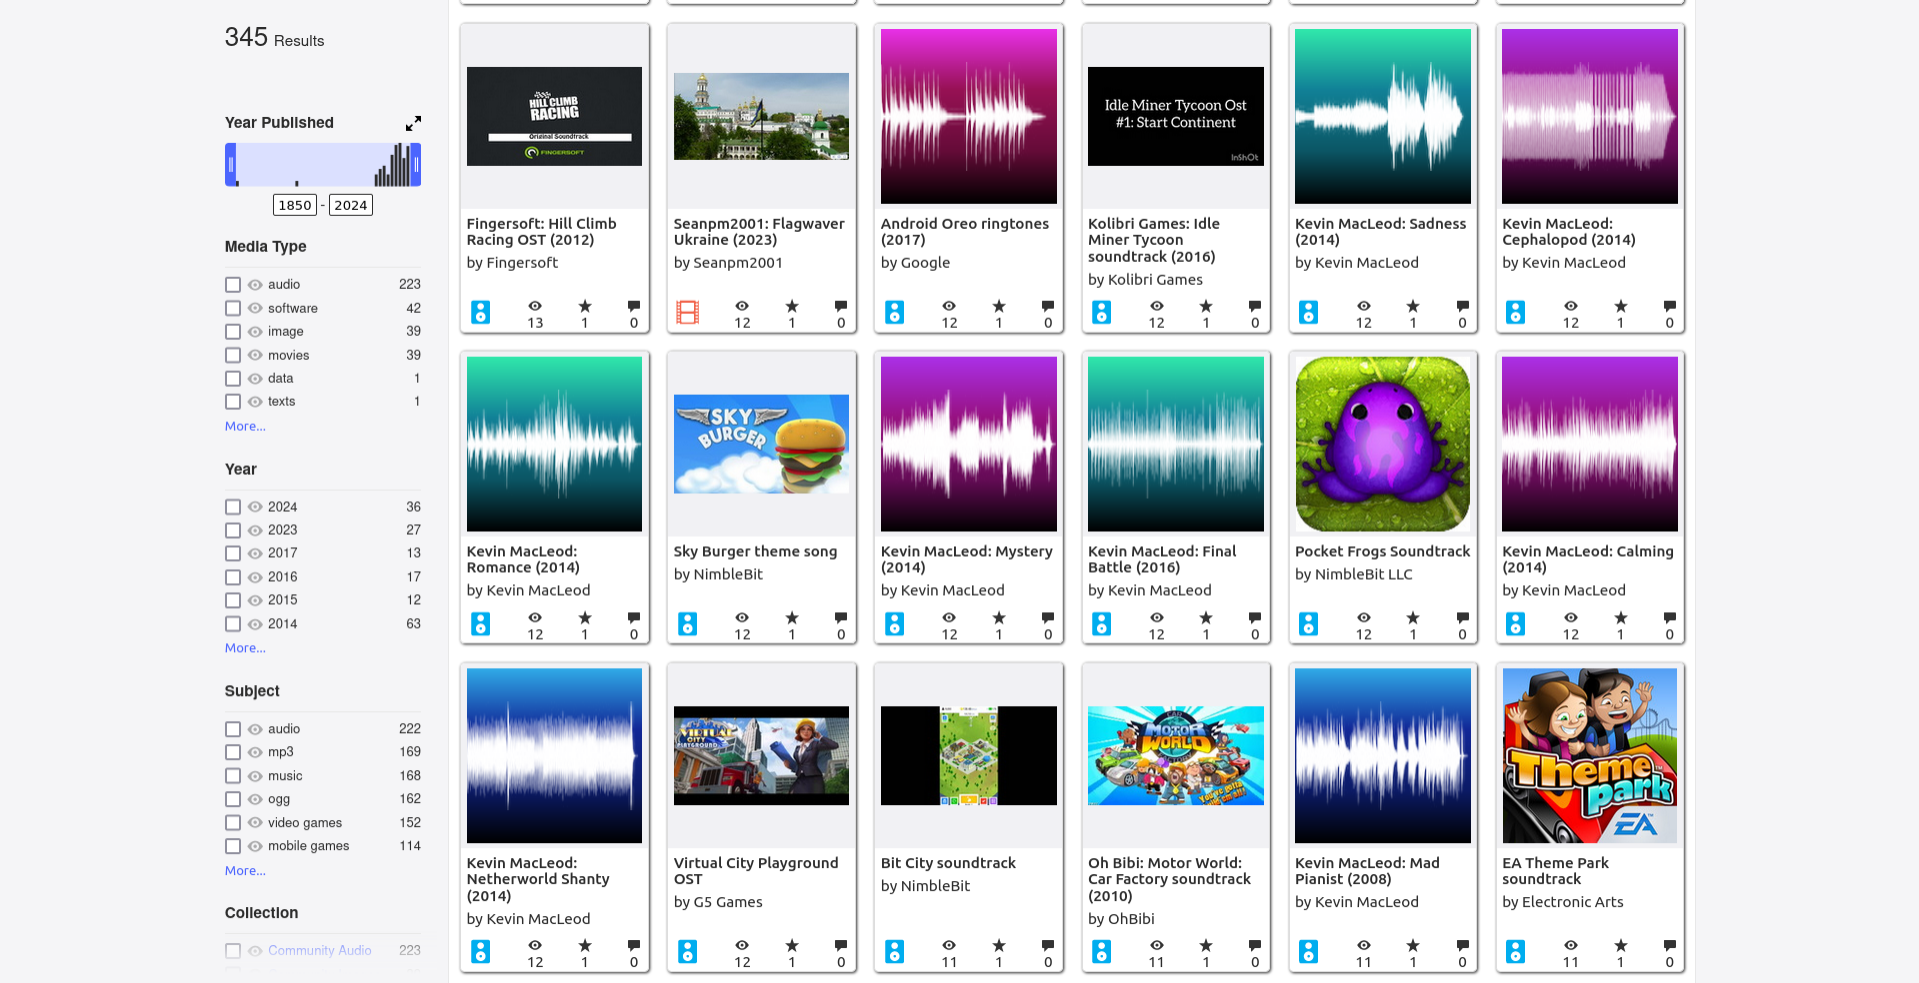 345 Results
Year Published
1850 - 2024
Media Type
audio 223
software 42
image 39
movies 39
data 1
texts 1
More...
Year
2024 36
2023 27
2017 13
2016 17
2015 12
2014 63
More...
Subject
audio 222
mp3 169
music 168
ogg 162
video games 152
mobile games 114
More...
Collection
Community Audio 223
HILL CLIMB
RACING
Original Soundtrack
FINGERSOFT
Fingersoft: Hill Climb
Racing OST (2012)
by Fingersoft
13 1 0
Seanpm2001: Flagwaver
Ukraine (2023)
by Seanpm2001
12 1 0
Android Oreo ringtones
(2017)
by Google
12 1 0
Idle Miner Tycoon Ost
#1: Start Continent
InShOt
Kolibri Games: Idle
Miner Tycoon
soundtrack (2016)
by Kolibri Games
12 1 0
Kevin MacLeod: Sadness
(2014)
by Kevin MacLeod
12 1 0
Kevin MacLeod:
Cephalopod (2014)
by Kevin MacLeod
12 1 0
Kevin MacLeod:
Romance (2014)
by Kevin MacLeod
12 1 0
SKY
BURGER
Sky Burger theme song
by NimbleBit
12 1 0
Kevin MacLeod: Mystery
(2014)
by Kevin MacLeod
12 1 0
Kevin MacLeod: Final
Battle (2016)
by Kevin MacLeod
12 1 0
Pocket Frogs Soundtrack
by NimbleBit LLC
12 1 0
Kevin MacLeod: Calming
(2014)
by Kevin MacLeod
12 1 0
Kevin MacLeod:
Netherworld Shanty
(2014)
by Kevin MacLeod
12 1 0
VIRTUAL
CITY
PLAYGROUND
Virtual City Playground
OST
by G5 Games
12 1 0
Bit City soundtrack
by NimbleBit
11 1 0
MOTOR
WORLD
You've gotta
Oh Bibi: Motor World:
Car Factory soundtrack
(2010)
by OhBibi
11 1 0
Kevin MacLeod: Mad
Pianist (2008)
by Kevin MacLeod
11 1 0
Theme
park
EA
EA Theme Park
soundtrack
by Electronic Arts
11 1 0